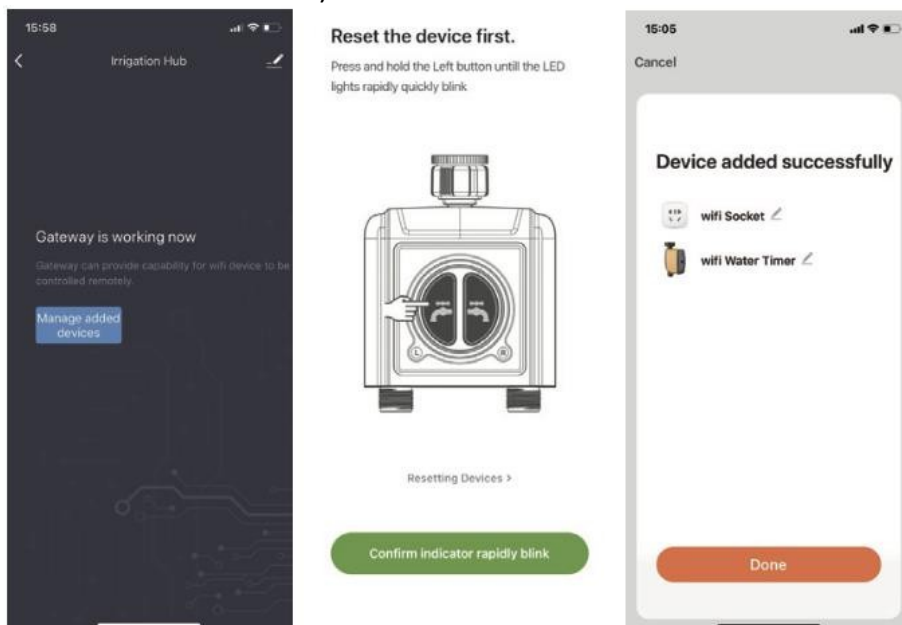 15:58
Irrigation Hub
Gateway is working now
Gateway can provide capability for wifi device to be
controlled remotely.
Manage added
devices
Reset the device first.
Press and hold the Left button untill the LED
lights rapidly quickly blink
L
R
Resetting Devices >
Confirm indicator rapidly blink
15:05
Cancel
Device added successfully
wifi Socket
wifi Water Timer
Done